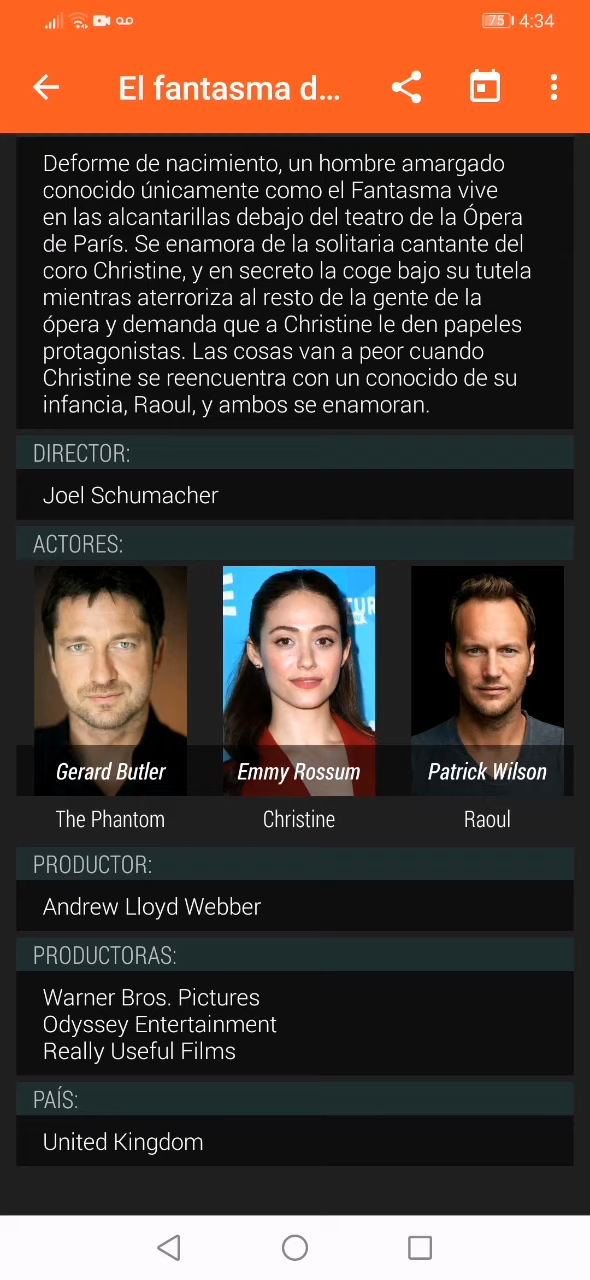 75 4:34
El fantasma d...
Deforme de nacimiento, un hombre amargado
conocido únicamente como el Fantasma vive
en las alcantarillas debajo del teatro de la Ópera
de París. Se enamora de la solitaria cantante del
coro Christine, y en secreto la coge bajo su tutela
mientras aterroriza al resto de la gente de la
ópera y demanda que a Christine le den papeles
protagonistas. Las cosas van a peor cuando
Christine se reencuentra con un conocido de su
infancia, Raoul, y ambos se enamoran.
DIRECTOR:
Joel Schumacher
ACTORES:
Gerard Butler Emmy Rossum Patrick Wilson
The Phantom Christine Raoul
PRODUCTOR:
Andrew Lloyd Webber
PRODUCTORAS:
Warner Bros. Pictures
Odyssey Entertainment
Really Useful Films
PAÍS:
United Kingdom